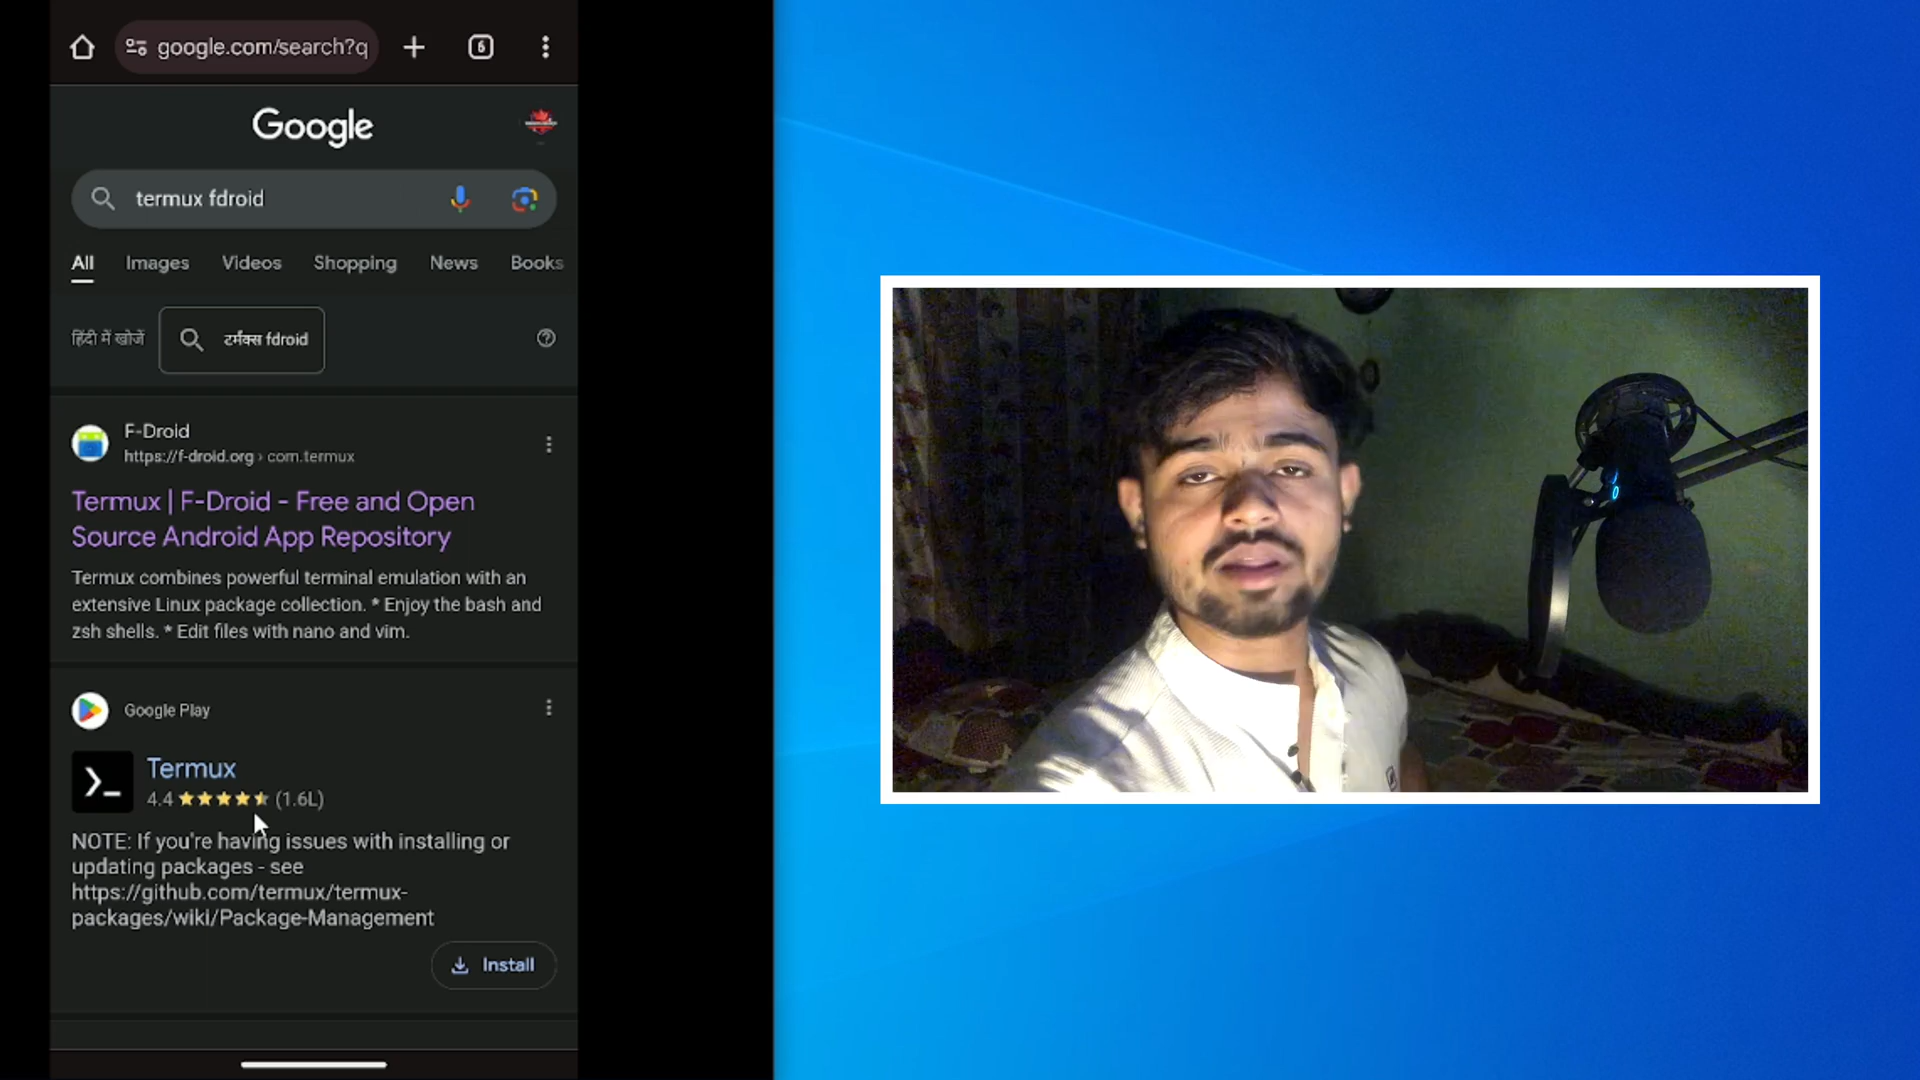 google.com/search?q
6
Google
termux fdroid
All Images Videos Shopping News Books
हिंदी में खोजें टर्मक्स fdroid
F-Droid
https://f-droid.org › com.termux
Termux | F-Droid - Free and Open
Source Android App Repository
Termux combines powerful terminal emulation with an
extensive Linux package collection. * Enjoy the bash and
zsh shells. * Edit files with nano and vim.
Google Play
Termux
4.4 (1.6L)
NOTE: If you're having issues with installing or
updating packages - see
https://github.com/termux/termux-
packages/wiki/Package-Management
Install